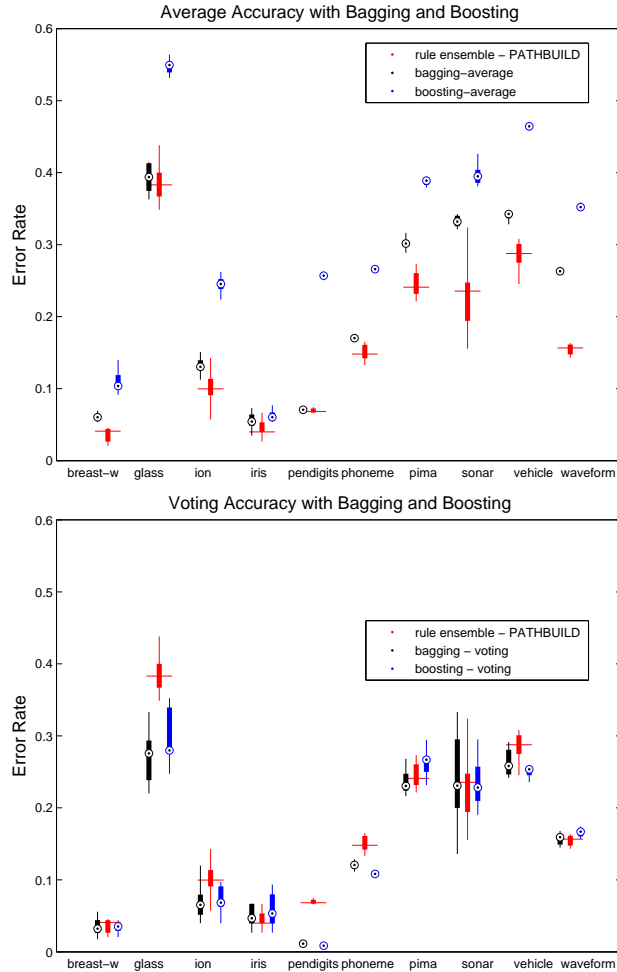 Average Accuracy with Bagging and Boosting
0.6
rule ensemble − PATHBUILD
bagging−average
boosting−average
0.5
0.4
0.3
0.2
0.1
0
Error Rate
breast−w glass ion iris pendigits phoneme pima sonar vehicle waveform
Voting Accuracy with Bagging and Boosting
0.6
0.5
rule ensemble − PATHBUILD
bagging − voting
boosting − voting
0.4
0.3
0.2
0.1
0
Error Rate
breast−w glass ion iris pendigits phoneme pima sonar vehicle waveform